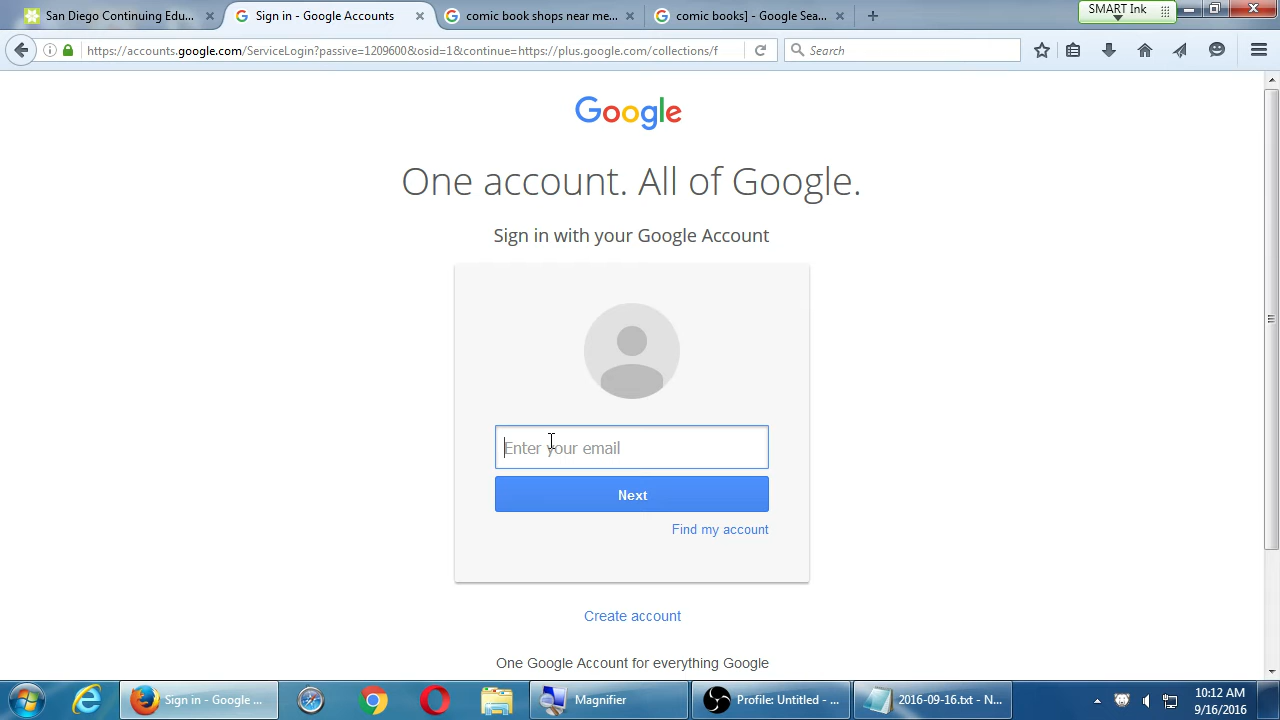 San Diego Continuing Edu...
Sign in - Google Accounts
comic book stores near me...
comic books] - Google Sea...
SMART Ink
https://accounts.google.com/ServiceLogin?passive=1209600&osid=1&continue=https://plus.google.com/collections/f
Search
Google
One account. All of Google.
Sign in with your Google Account
Enter your email
Next
Find my account
Create account
One Google Account for everything Google
Sign in - Google ...
Magnifier
Profile: Untitled - ...
2016-09-16.txt - N...
10:12 AM
9/16/2016